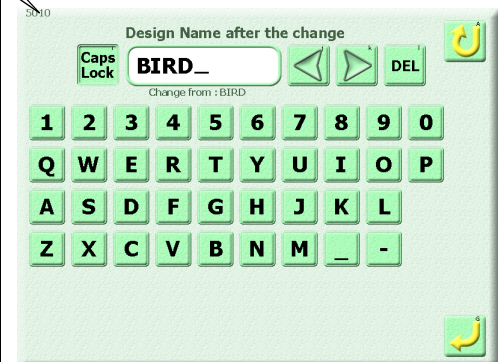 5010
Design Name after the change
A
Caps Lock
BIRD_
k
l
DEL
Change from : BIRD
1 2 3 4 5 6 7 8 9 0
Q W E R T Y U I O P
A S D F G H J K L
Z X C V B N M _ -
G